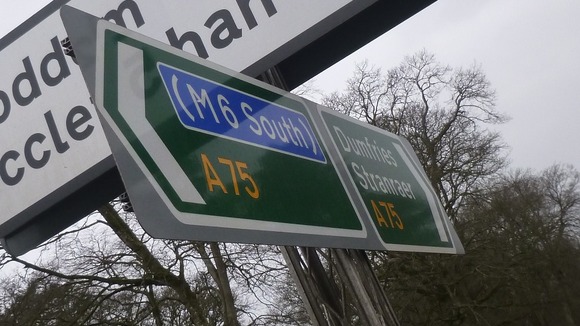 (M6 South)
A75
Dumfries
Stranraer
A75